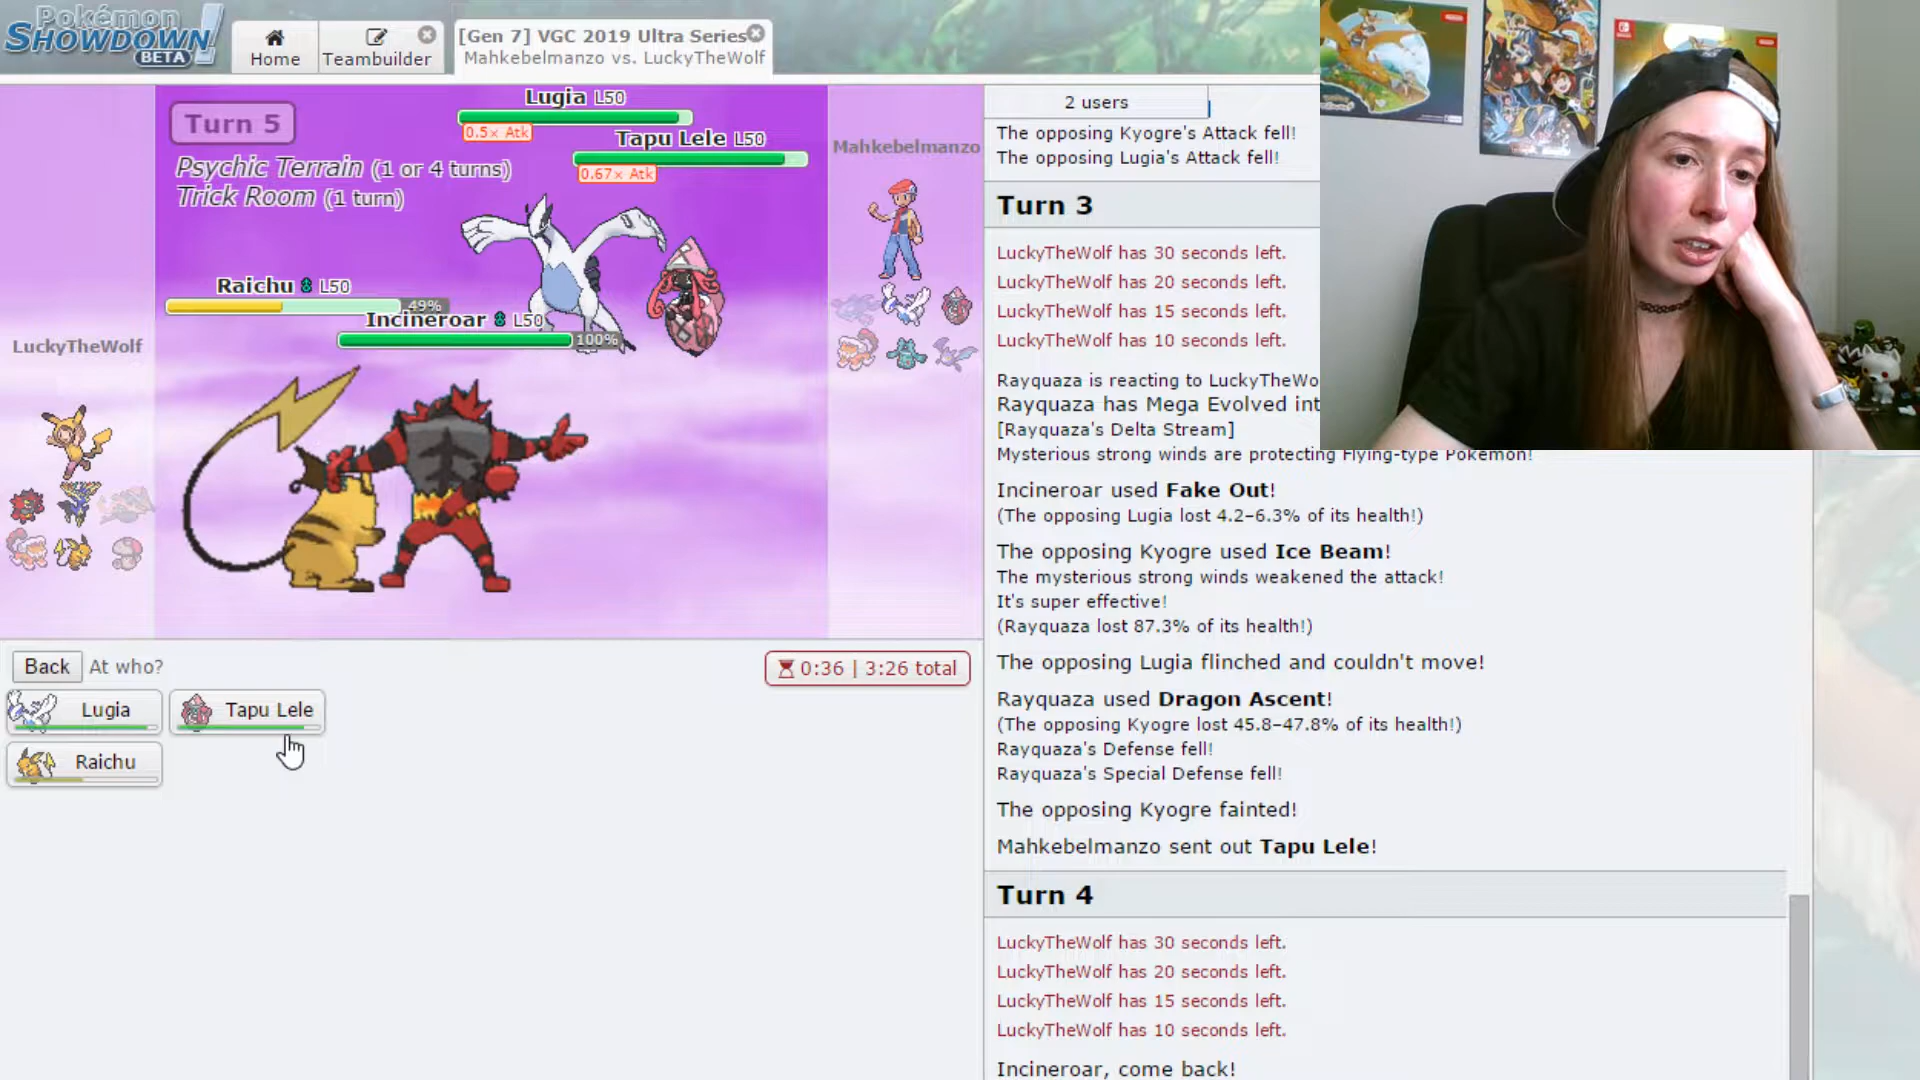 Pokémon
SHOWDOWN!
BETA
Home
Teambuilder
[Gen 7] VGC 2019 Ultra Series
Mahkebelmanzo vs. LuckyTheWolf
Turn 5
Psychic Terrain (1 or 4 turns)
Trick Room (1 turn)
Lugia L50
0.5× Atk
Tapu Lele L50
0.67× Atk
Raichu L50
49%
Incineroar L50
100%
LuckyTheWolf
Mahkebelmanzo
Back
At who?
0:36 | 3:26 total
Lugia
Tapu Lele
Raichu
2 users
The opposing Kyogre's Attack fell!
The opposing Lugia's Attack fell!
Turn 3
LuckyTheWolf has 30 seconds left.
LuckyTheWolf has 20 seconds left.
LuckyTheWolf has 15 seconds left.
LuckyTheWolf has 10 seconds left.
Rayquaza is reacting to LuckyTheWo
Rayquaza has Mega Evolved int
[Rayquaza's Delta Stream]
Mysterious strong winds are protecting Flying-type Pokémon!
Incineroar used Fake Out!
(The opposing Lugia lost 4.2–6.3% of its health!)
The opposing Kyogre used Ice Beam!
The mysterious strong winds weakened the attack!
It's super effective!
(Rayquaza lost 87.3% of its health!)
The opposing Lugia flinched and couldn't move!
Rayquaza used Dragon Ascent!
(The opposing Kyogre lost 45.8–47.8% of its health!)
Rayquaza's Defense fell!
Rayquaza's Special Defense fell!
The opposing Kyogre fainted!
Mahkebelmanzo sent out Tapu Lele!
Turn 4
LuckyTheWolf has 30 seconds left.
LuckyTheWolf has 20 seconds left.
LuckyTheWolf has 15 seconds left.
LuckyTheWolf has 10 seconds left.
Incineroar, come back!